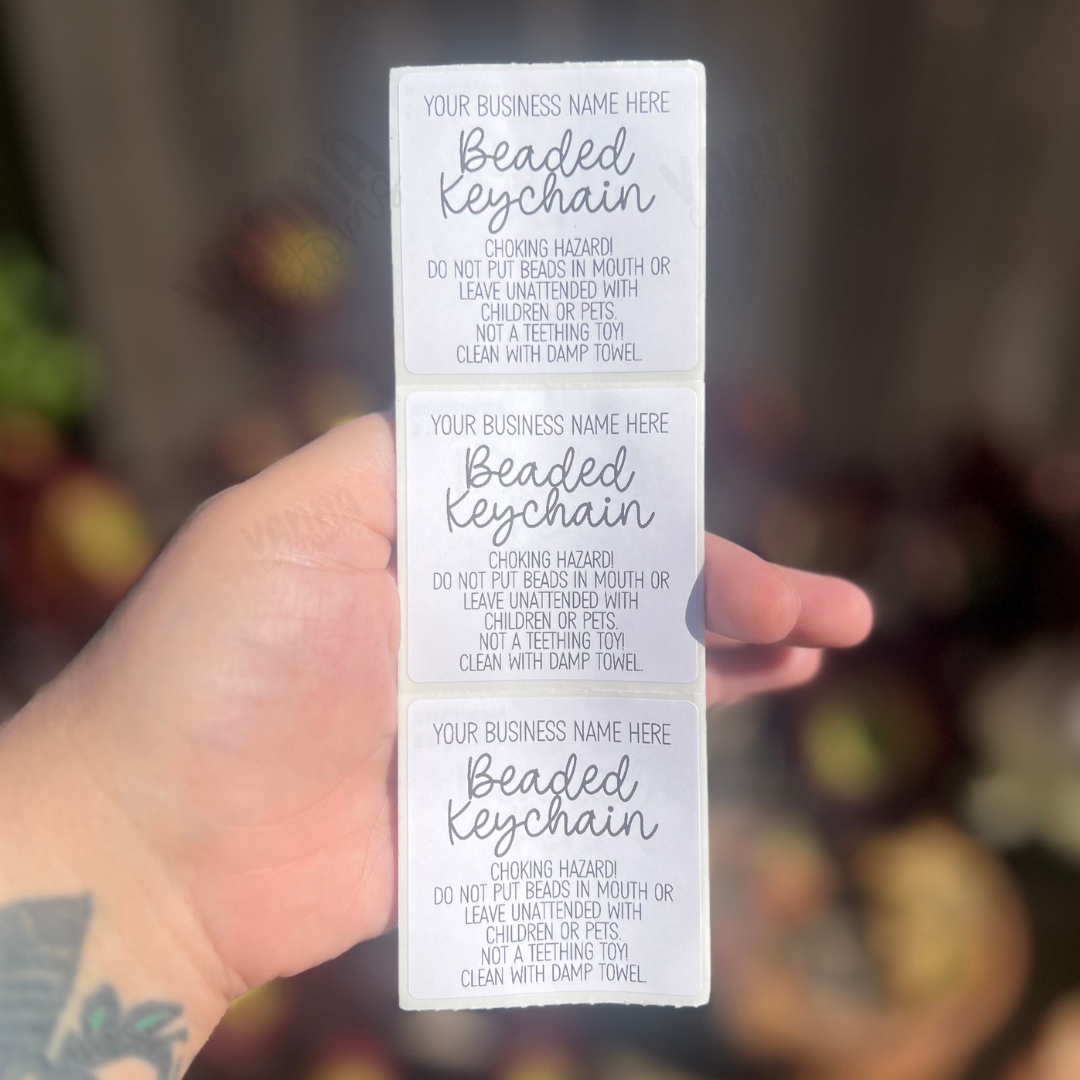 YOUR BUSINESS NAME HERE
Beaded
Keychain
CHOKING HAZARD!
DO NOT PUT BEADS IN MOUTH OR
LEAVE UNATTENDED WITH
CHILDREN OR PETS.
NOT A TEETHING TOY!
CLEAN WITH DAMP TOWEL.
YOUR BUSINESS NAME HERE
Beaded
Keychain
CHOKING HAZARD!
DO NOT PUT BEADS IN MOUTH OR
LEAVE UNATTENDED WITH
CHILDREN OR PETS.
NOT A TEETHING TOY!
CLEAN WITH DAMP TOWEL.
YOUR BUSINESS NAME HERE
Beaded
Keychain
CHOKING HAZARD!
DO NOT PUT BEADS IN MOUTH OR
LEAVE UNATTENDED WITH
CHILDREN OR PETS.
NOT A TEETHING TOY!
CLEAN WITH DAMP TOWEL.